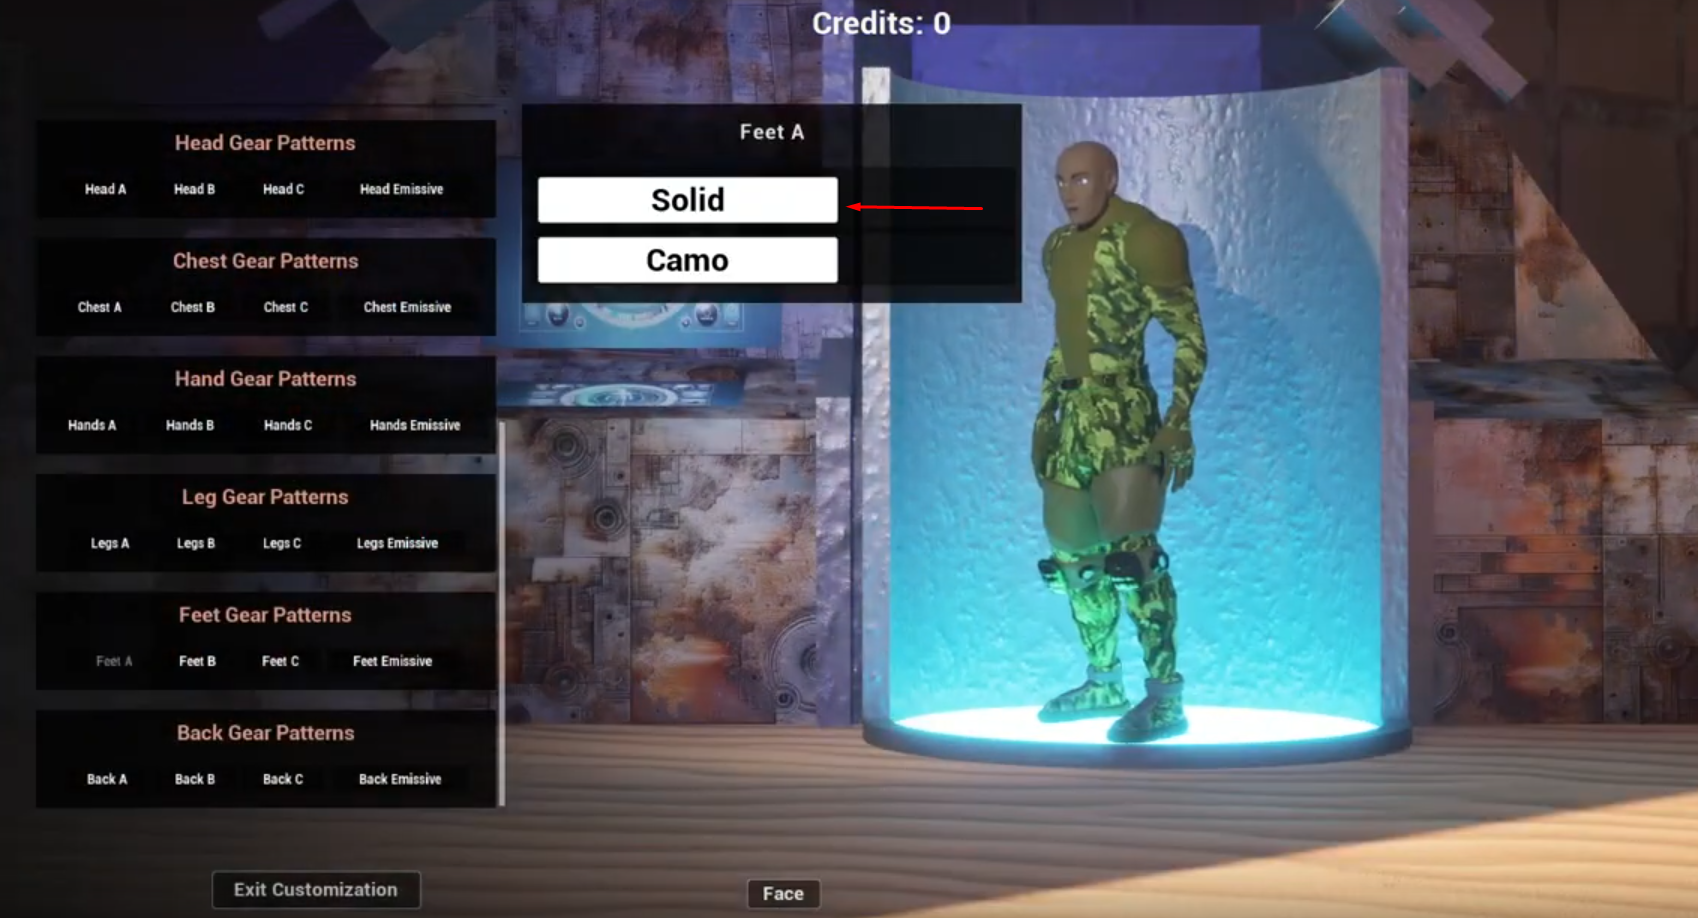 Credits: 0
Head Gear Patterns
Head A Head B Head C Head Emissive
Chest Gear Patterns
Chest A Chest B Chest C Chest Emissive
Hand Gear Patterns
Hands A Hands B Hands C Hands Emissive
Leg Gear Patterns
Legs A Legs B Legs C Legs Emissive
Feet Gear Patterns
Feet A Feet B Feet C Feet Emissive
Back Gear Patterns
Back A Back B Back C Back Emissive
Feet A
Solid
Camo
Exit Customization
Face